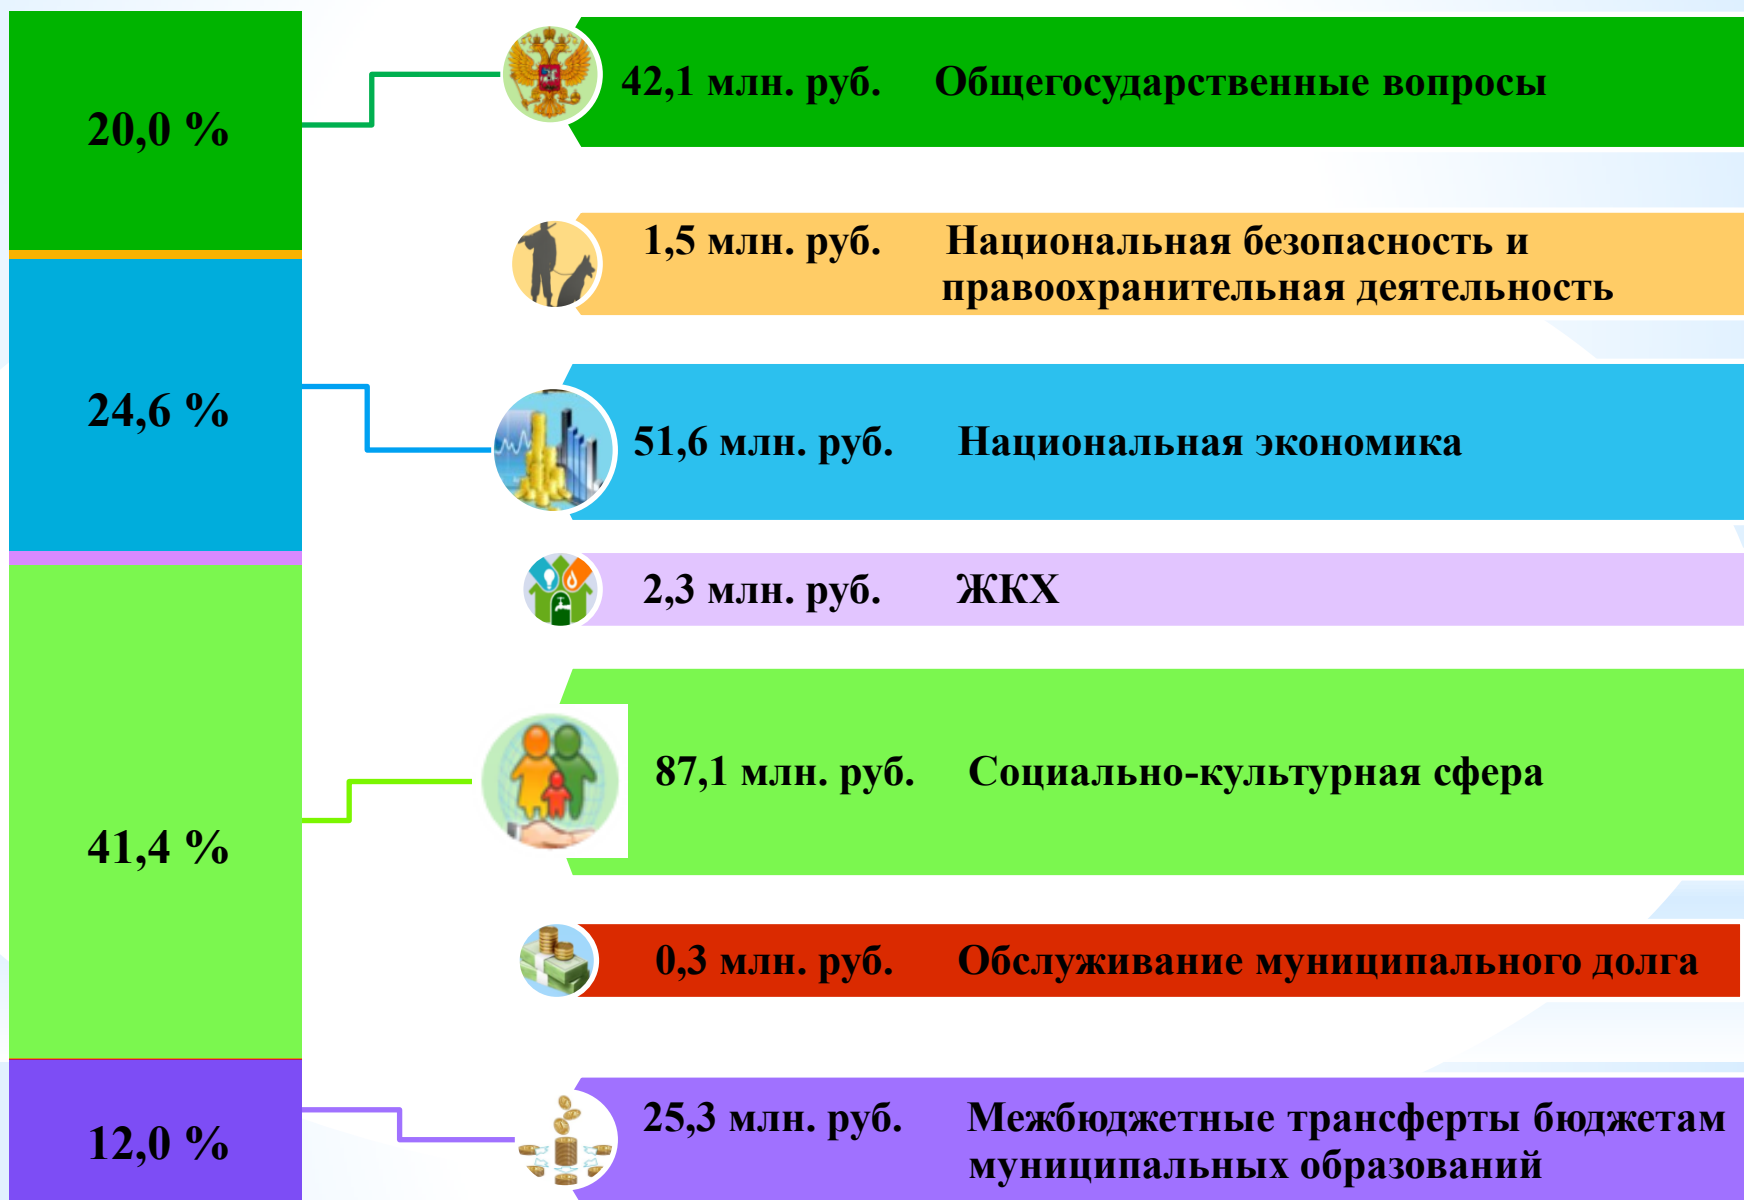 20,0 %
42,1 млн. руб. Общегосударственные вопросы
1,5 млн. руб. Национальная безопасность и
правоохранительная деятельность
24,6 %
51,6 млн. руб. Национальная экономика
2,3 млн. руб. ЖКХ
41,4 %
87,1 млн. руб. Социально-культурная сфера
0,3 млн. руб. Обслуживание муниципального долга
12,0 %
25,3 млн. руб. Межбюджетные трансферты бюджетам
муниципальных образований